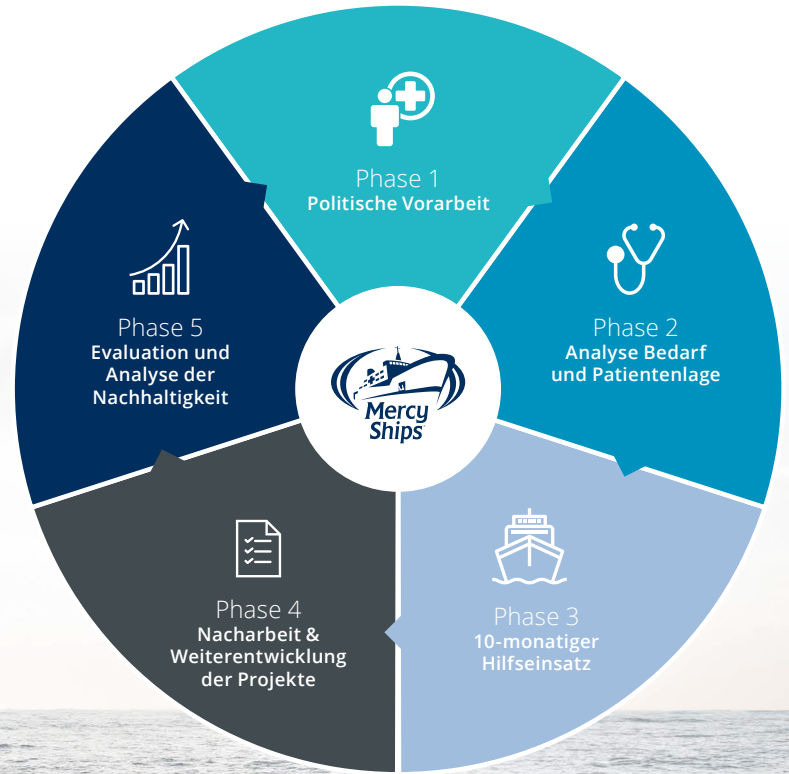 Phase 1
Politische Vorarbeit
Phase 2
Analyse Bedarf
und Patientenlage
Phase 3
10-monatiger
Hilfseinsatz
Phase 4
Nacharbeit &
Weiterentwicklung
der Projekte
Phase 5
Evaluation und
Analyse der
Nachhaltigkeit
Mercy
Ships